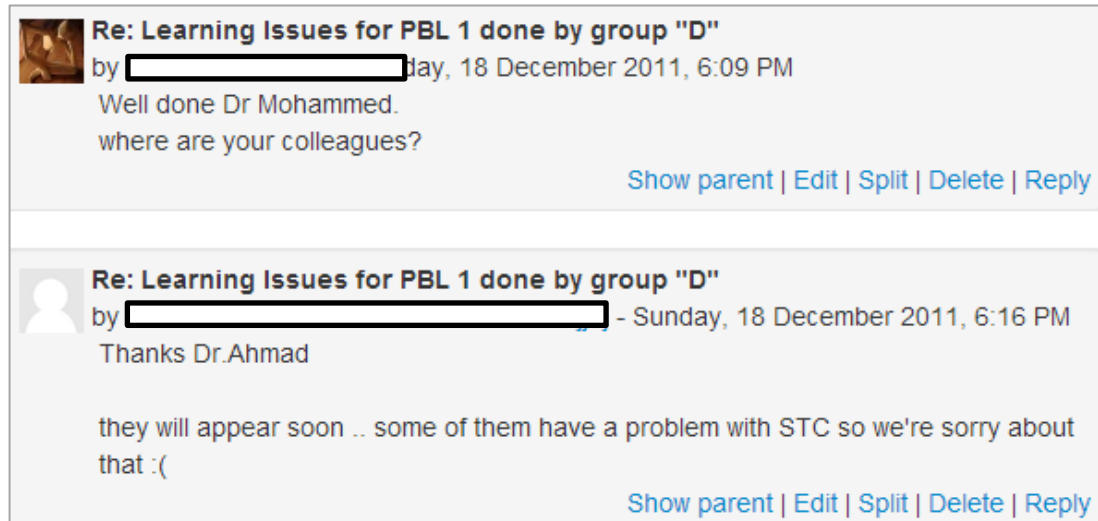 Re: Learning Issues for PBL 1 done by group "D"
by day, 18 December 2011, 6:09 PM
Well done Dr Mohammed.
where are your colleagues?
Show parent | Edit | Split | Delete | Reply
Re: Learning Issues for PBL 1 done by group "D"
by - Sunday, 18 December 2011, 6:16 PM
Thanks Dr.Ahmad
they will appear soon .. some of them have a problem with STC so we're sorry about
that :(
Show parent | Edit | Split | Delete | Reply